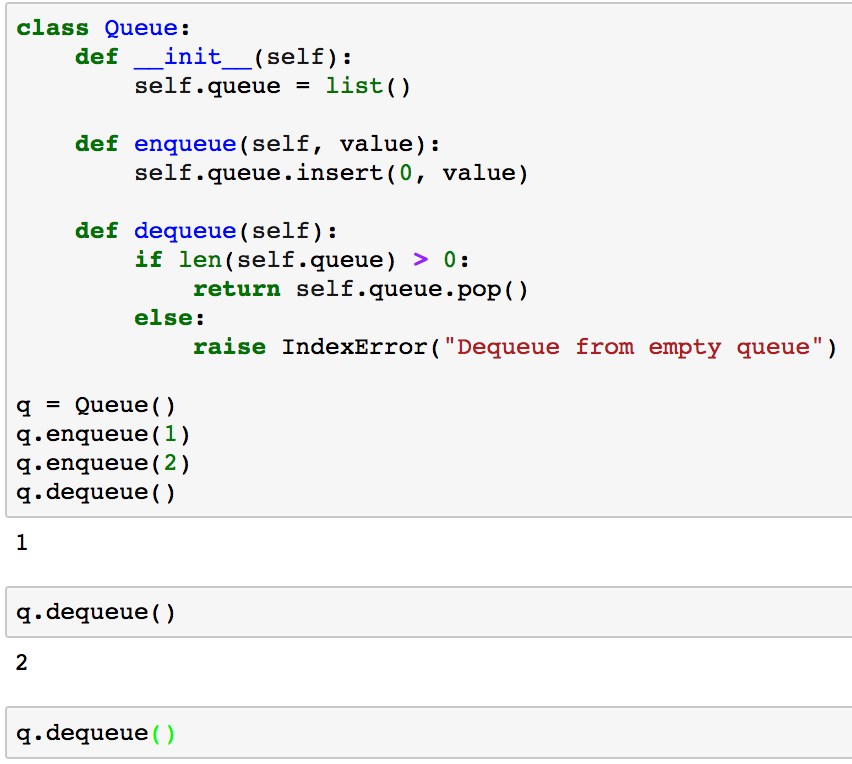 class Queue:
    def __init__(self):
        self.queue = list()

    def enqueue(self, value):
        self.queue.insert(0, value)

    def dequeue(self):
        if len(self.queue) > 0:
            return self.queue.pop()
        else:
            raise IndexError("Dequeue from empty queue")

q = Queue()
q.enqueue(1)
q.enqueue(2)
q.dequeue()
1
q.dequeue()
2
q.dequeue()